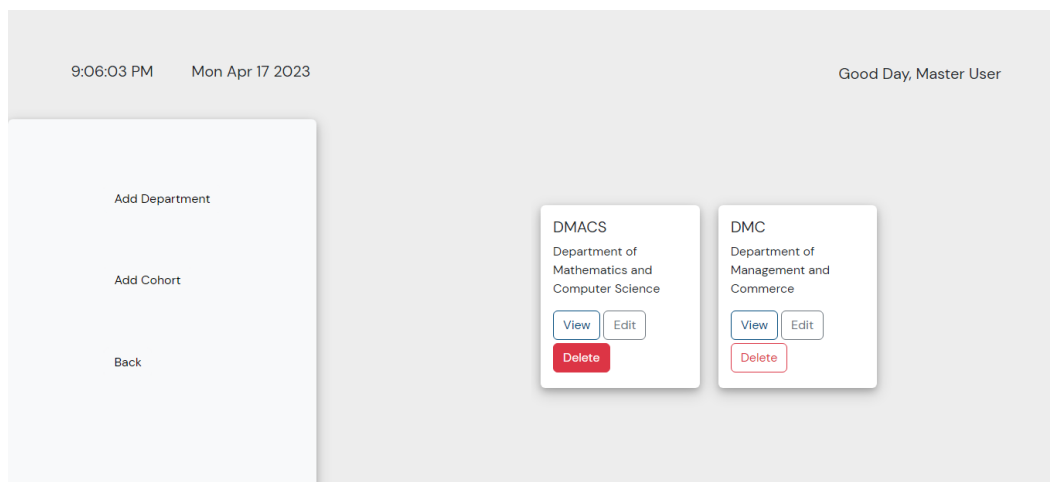 9:06:03 PM Mon Apr 17 2023
Good Day, Master User
Add Department
Add Cohort
Back
DMACS
Department of
Mathematics and
Computer Science
View Edit
Delete
DMC
Department of
Management and
Commerce
View Edit
Delete